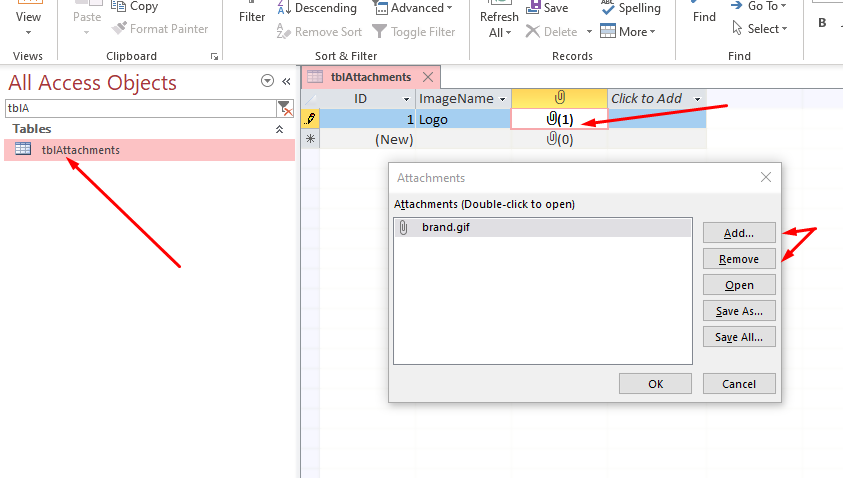 View
Paste
Copy
Format Painter
Filter
Descending
Remove Sort
Advanced
Toggle Filter
Refresh
All
Save
Delete
Spelling
More
Find
Go To
Select
B
Views
Clipboard
Sort & Filter
Records
Find
All Access Objects
tblA
Tables
tblAttachments
tblAttachments
ID ImageName Click to Add
1 Logo (1)
(New) (0)
Attachments
Attachments (Double-click to open)
brand.gif
Add...
Remove
Open
Save As...
Save All...
OK Cancel